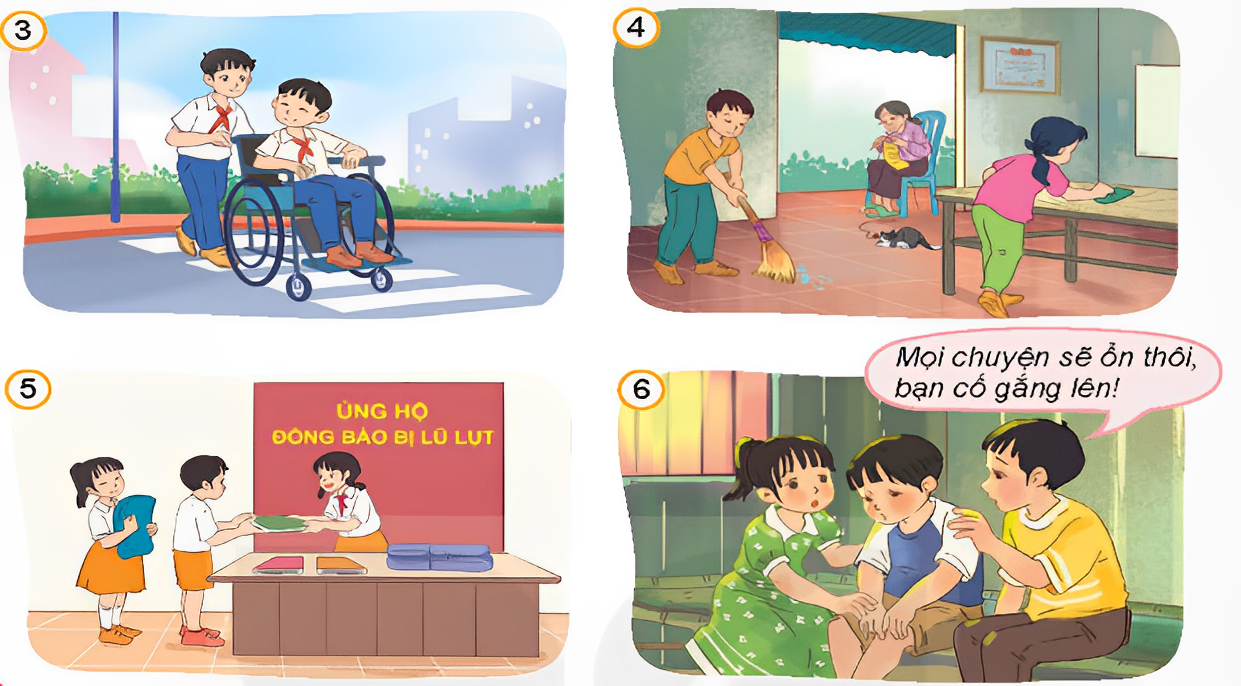 3
4
5
ỦNG HỘ
ĐỒNG BÀO BỊ LŨ LỤT
6
Mọi chuyện sẽ ổn thôi,
bạn cố gắng lên!